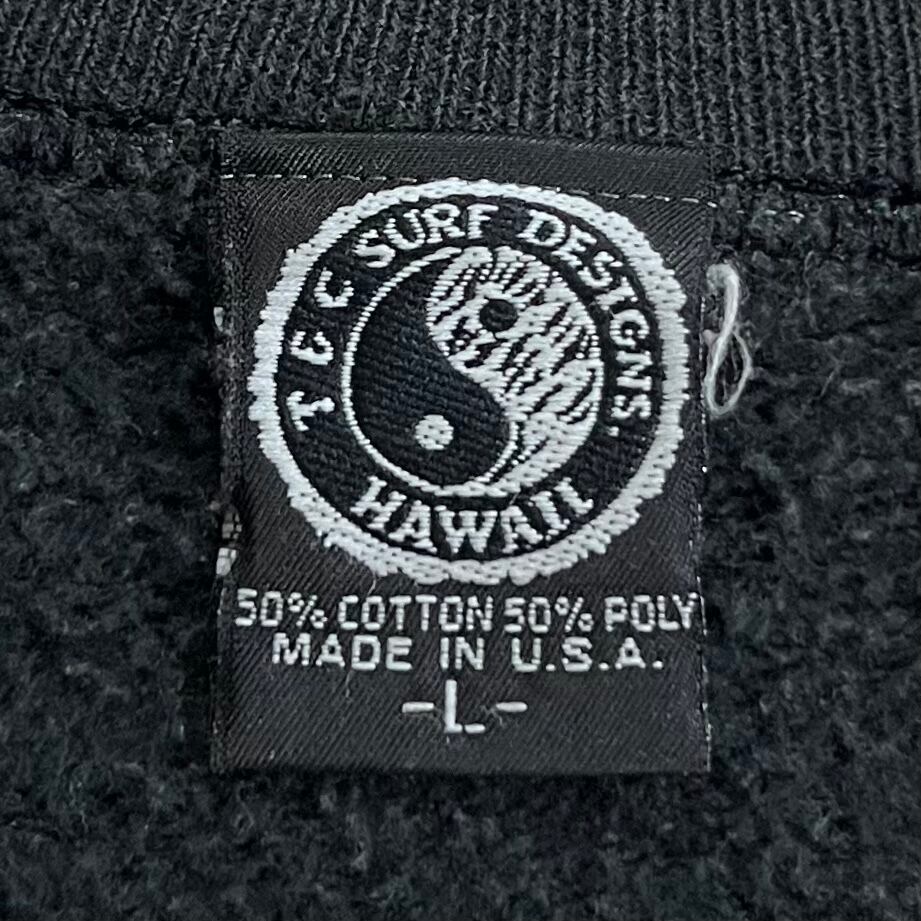 T&C SURF DESIGNS.
HAWAII
50% COTTON 50% POLY
MADE IN U.S.A.
-L-